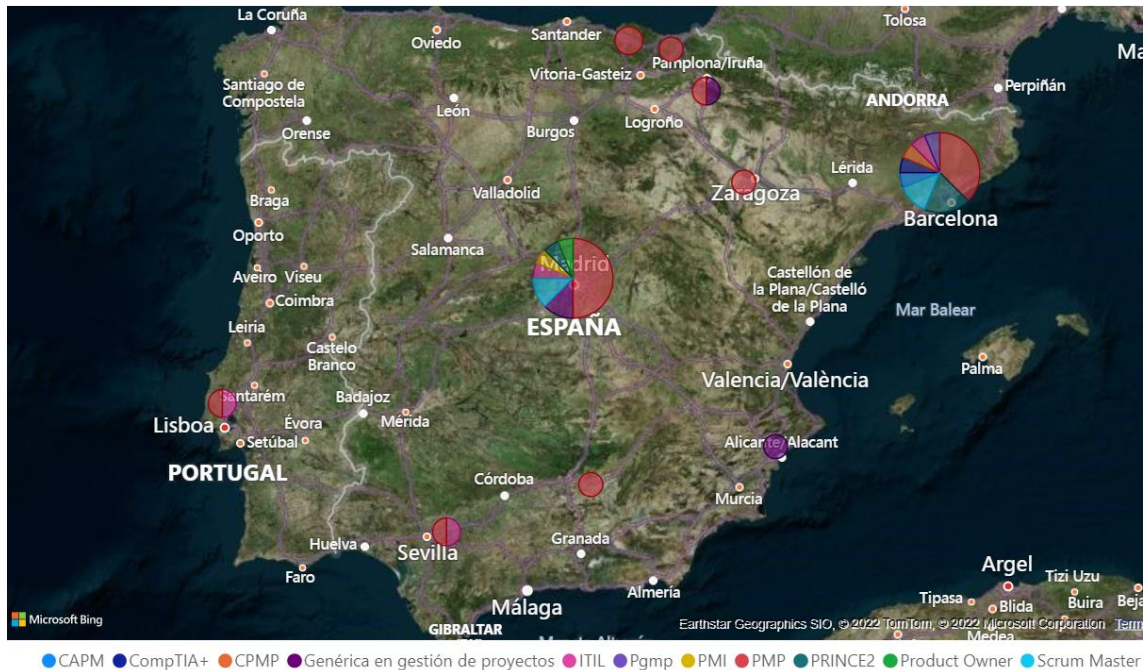 La Coruña
Oviedo
Santander
Tolosa
Ma
Santiago de
Compostela
Vitoria-Gasteiz
Pamplona/Iruña
Perpiñán
León
ANDORRA
Orense
Burgos
Logroño
Braga
Valladolid
Zaragoza
Lérida
Barcelona
Oporto
Salamanca
Madrid
Aveiro
Viseu
Castellón de
la Plana/Castelló
de la Plana
Coimbra
Mar Balear
Leiria
ESPAÑA
Castelo
Branco
Palma
Valencia/València
Santarém
Badajoz
Mérida
Lisboa
Évora
Setúbal
Alicante/Alacant
PORTUGAL
Córdoba
Murcia
Huelva
Sevilla
Granada
Faro
Argel
Tizi Uzu
Málaga
Almería
Tipasa
Blida
Buira
Beja
Microsoft Bing
GIBRALTAR
Earthstar Geographics SIO, © 2022 TomTom, © 2022 Microsoft Corporation Term
Medea
CAPM CompTIA+ CPMP Genérica en gestión de proyectos ITIL Pgmp PMI PMP PRINCE2 Product Owner Scrum Master